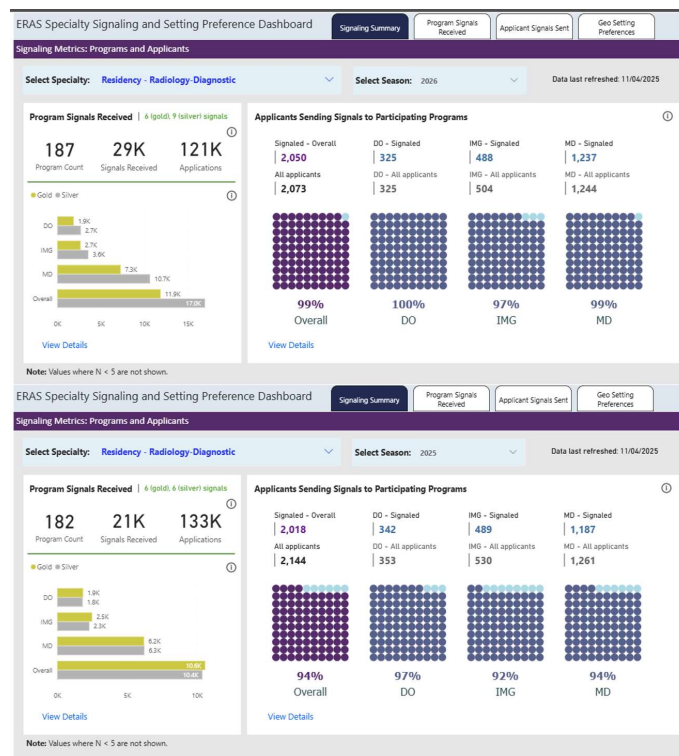 ERAS Specialty Signaling and Setting Preference Dashboard
Signaling Summary
Program Signals
Received
Applicant Signals Sent
Geo Setting
Preferences
Signaling Metrics: Programs and Applicants
Select Specialty: Residency - Radiology-Diagnostic
Select Season: 2026
Data last refreshed: 11/04/2025
Program Signals Received | 6 (gold), 9 (silver) signals
187 29K 121K
Program Count Signals Received Applications
Gold Silver
DO 1.9K
2.7K
IMG 2.7K
3.6K
MD 7.3K
10.7K
Overall 11.9K
17.0K
0K 5K 10K 15K
View Details
Applicants Sending Signals to Participating Programs
Signaled - Overall DO - Signaled IMG - Signaled MD - Signaled
2,050 325 488 1,237
All applicants DO - All applicants IMG - All applicants MD - All applicants
2,073 325 504 1,244
99% 100% 97% 99%
Overall DO IMG MD
View Details
Note: Values where N < 5 are not shown.
ERAS Specialty Signaling and Setting Preference Dashboard
Signaling Summary
Program Signals
Received
Applicant Signals Sent
Geo Setting
Preferences
Signaling Metrics: Programs and Applicants
Select Specialty: Residency - Radiology-Diagnostic
Select Season: 2025
Data last refreshed: 11/04/2025
Program Signals Received | 6 (gold), 6 (silver) signals
182 21K 133K
Program Count Signals Received Applications
Gold Silver
DO 1.9K
1.8K
IMG 2.5K
2.3K
MD 6.2K
6.3K
Overall 10.6K
10.4K
0K 5K 10K
View Details
Applicants Sending Signals to Participating Programs
Signaled - Overall DO - Signaled IMG - Signaled MD - Signaled
2,018 342 489 1,187
All applicants DO - All applicants IMG - All applicants MD - All applicants
2,144 353 530 1,261
94% 97% 92% 94%
Overall DO IMG MD
View Details
Note: Values where N < 5 are not shown.